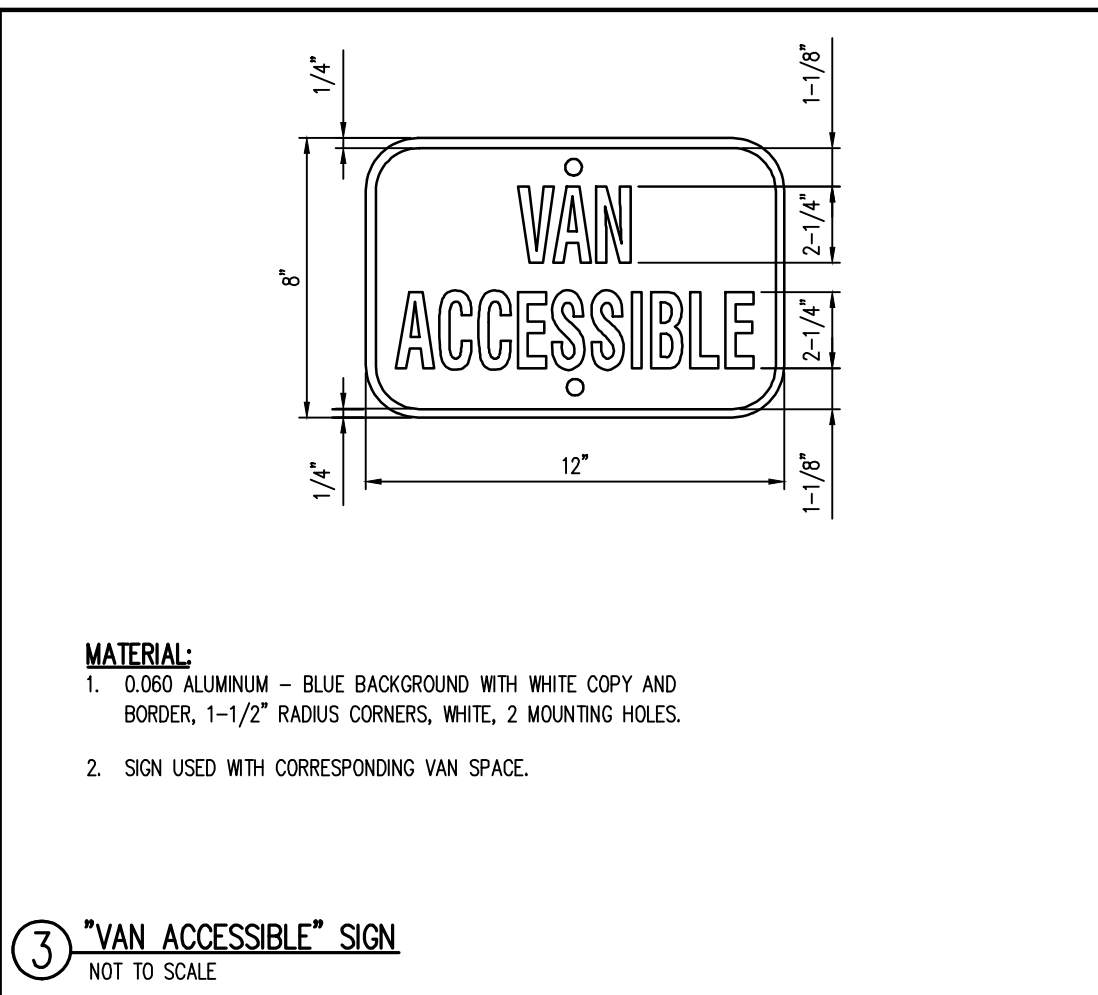 1/4"
1-1/8"
8"
VAN
2-1/4"
ACCESSIBLE
2-1/4"
1/4"
12"
1-1/8"
MATERIAL:
1. 0.060 ALUMINUM – BLUE BACKGROUND WITH WHITE COPY AND
BORDER, 1-1/2" RADIUS CORNERS, WHITE, 2 MOUNTING HOLES.
2. SIGN USED WITH CORRESPONDING VAN SPACE.
3 "VAN ACCESSIBLE" SIGN
NOT TO SCALE